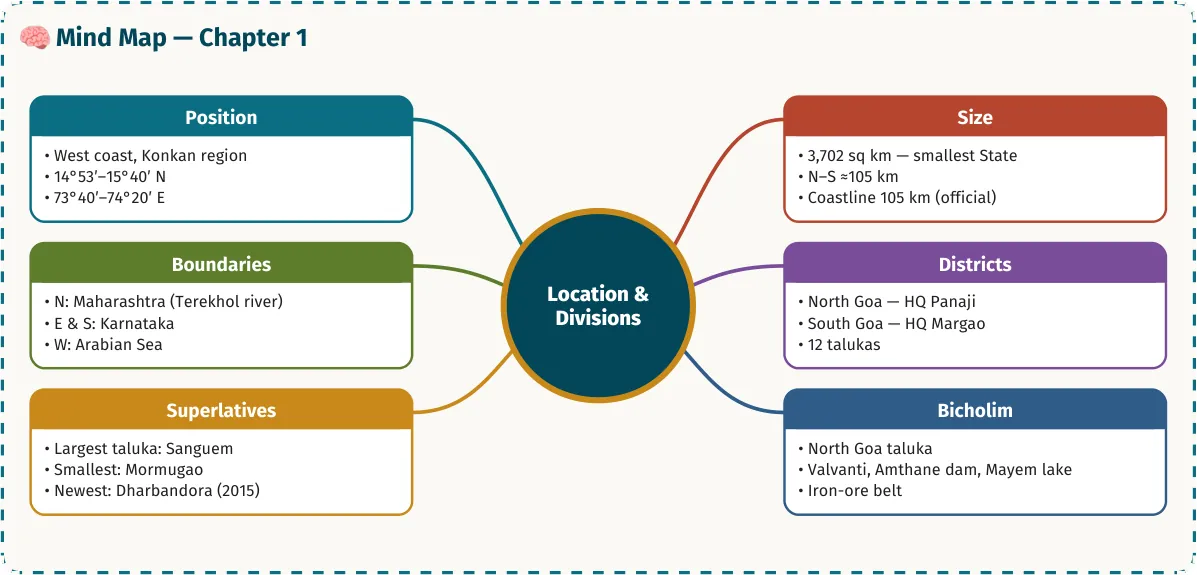 🧠 Mind Map — Chapter 1
Position
• West coast, Konkan region
• 14°53′–15°40′ N
• 73°40′–74°20′ E
Boundaries
• N: Maharashtra (Terekhol river)
• E & S: Karnataka
• W: Arabian Sea
Superlatives
• Largest taluka: Sanguem
• Smallest: Mormugao
• Newest: Dharbandora (2015)
Location &
Divisions
Size
• 3,702 sq km — smallest State
• N–S ≈105 km
• Coastline 105 km (official)
Districts
• North Goa — HQ Panaji
• South Goa — HQ Margao
• 12 talukas
Bicholim
• North Goa taluka
• Valvanti, Amthane dam, Mayem lake
• Iron-ore belt